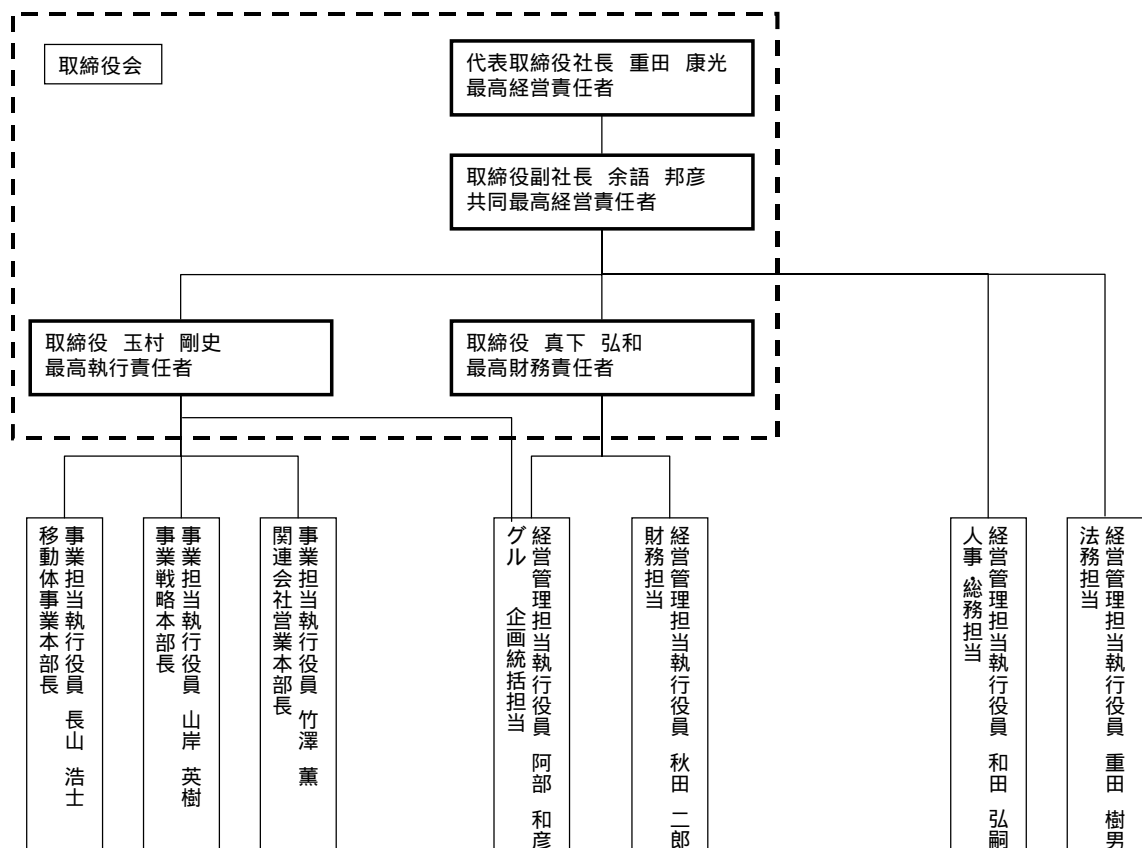 取締役会
代表取締役社長 重田 康光
最高経営責任者
取締役副社長 余語 邦彦
共同最高経営責任者
取締役 玉村 剛史
最高執行責任者
取締役 真下 弘和
最高財務責任者
事業担当執行役員 長山 浩士
移動体事業本部長
事業担当執行役員 山岸 英樹
事業戦略本部長
事業担当執行役員 竹澤 薫
関連会社営業本部長
経営管理担当執行役員 阿部 和彦
グル 企画統括担当
経営管理担当執行役員 秋田 二郎
財務担当
経営管理担当執行役員 和田 弘嗣
人事・総務担当
経営管理担当執行役員 重田 樹男
法務担当